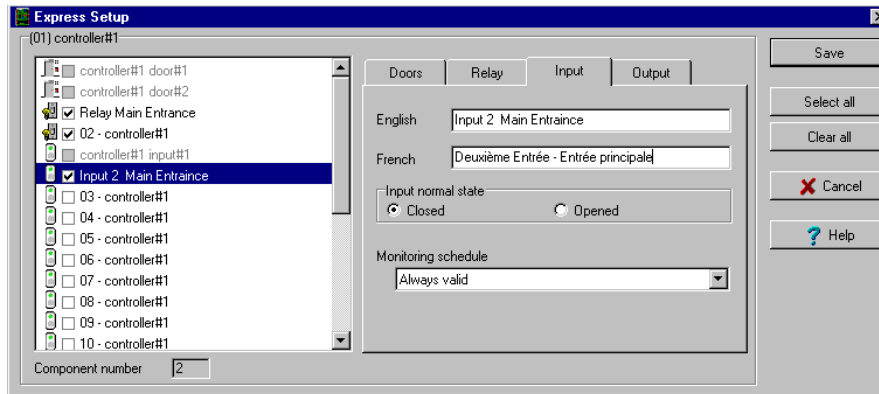 Express Setup
(01) controller#1
controller#1 door#1
controller#1 door#2
Relay Main Entrance
02 - controller#1
controller#1 input#1
Input 2 Main Entraince
03 - controller#1
04 - controller#1
05 - controller#1
06 - controller#1
07 - controller#1
08 - controller#1
09 - controller#1
10 - controller#1
Component number 2
Doors Relay Input Output
English Input 2 Main Entraince
French Deuxième Entrée - Entrée principale
Input normal state
Closed Opened
Monitoring schedule
Always valid
Save
Select all
Clear all
Cancel
Help